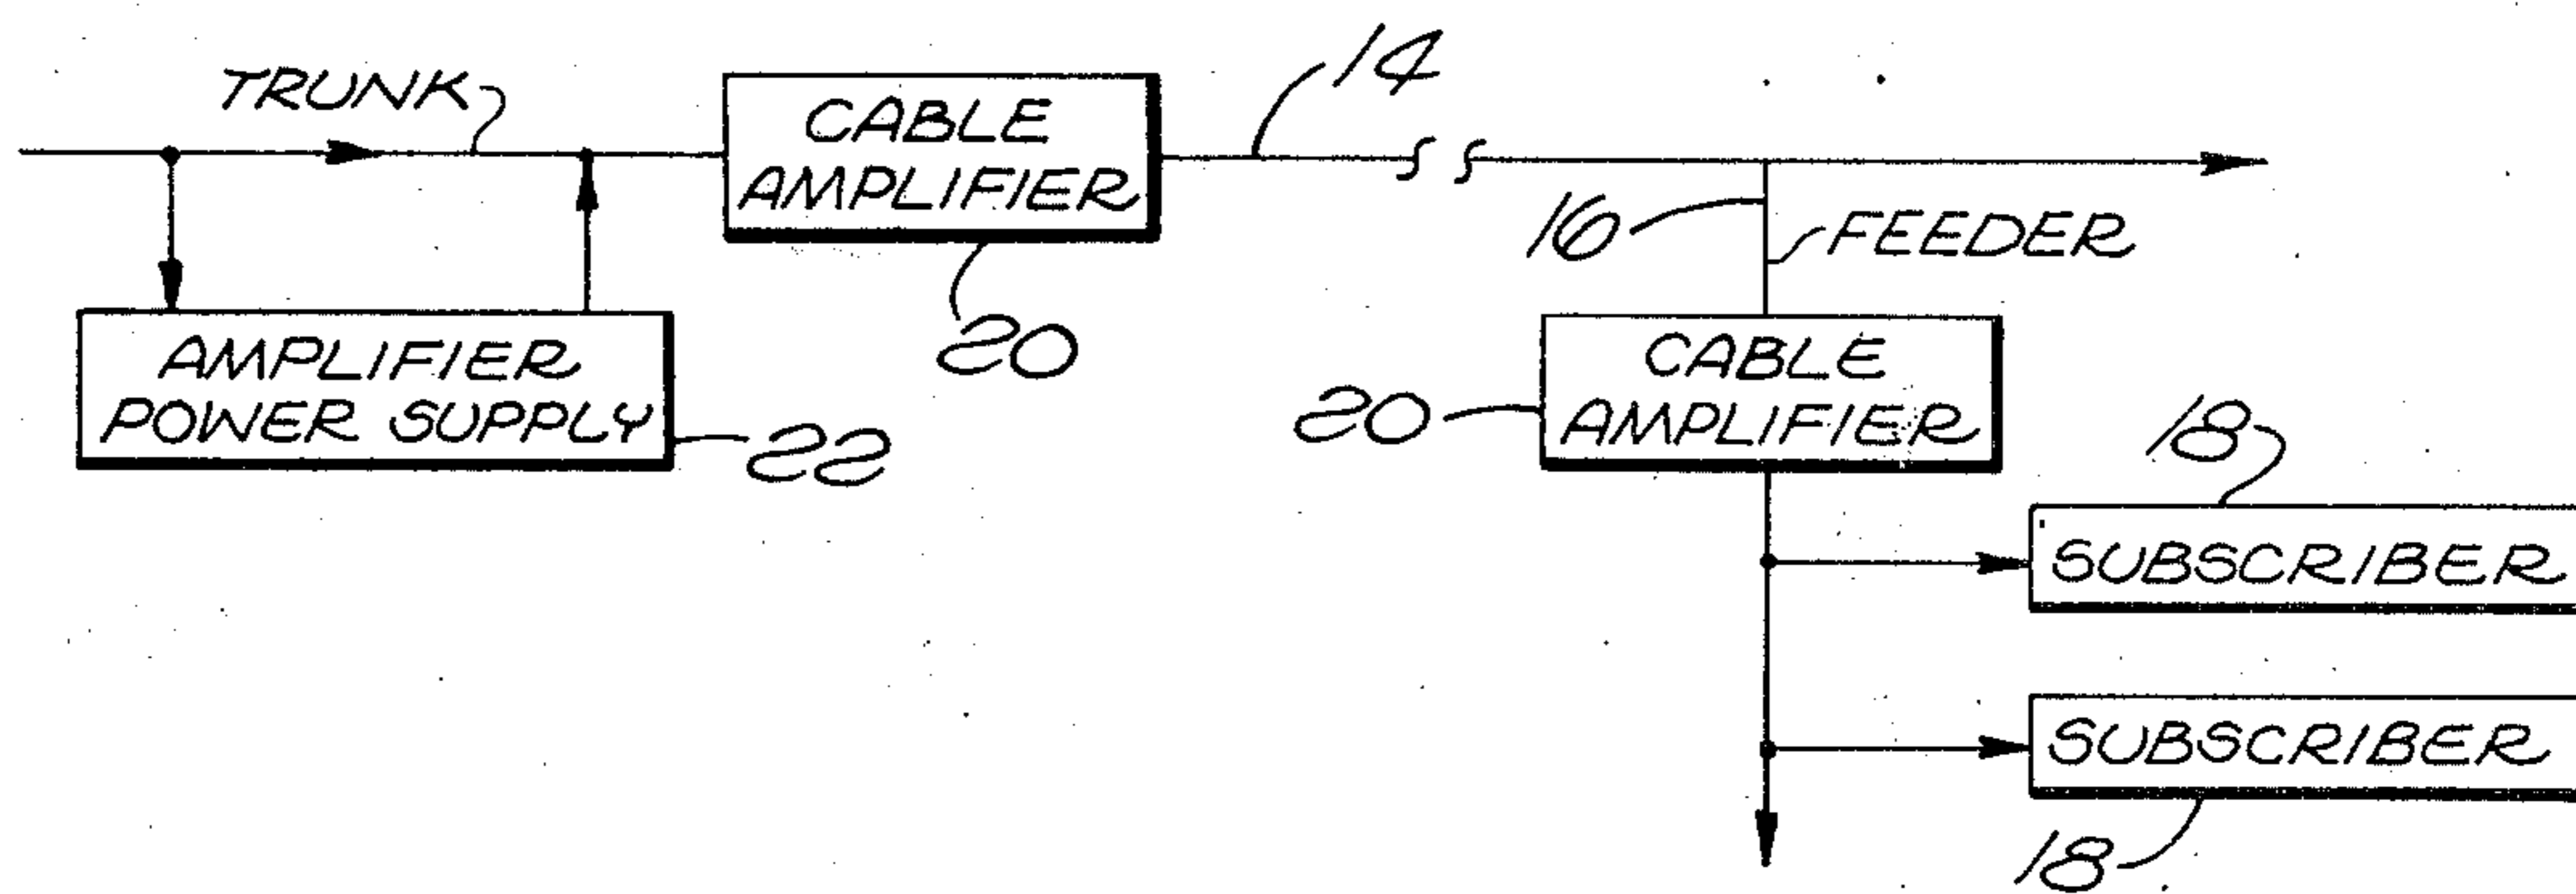 TRUNK
CABLE
AMPLIFIER
14
16
FEEDER
20
AMPLIFIER
POWER SUPPLY
22
CABLE
AMPLIFIER
20
18
SUBSCRIBER
SUBSCRIBER
18